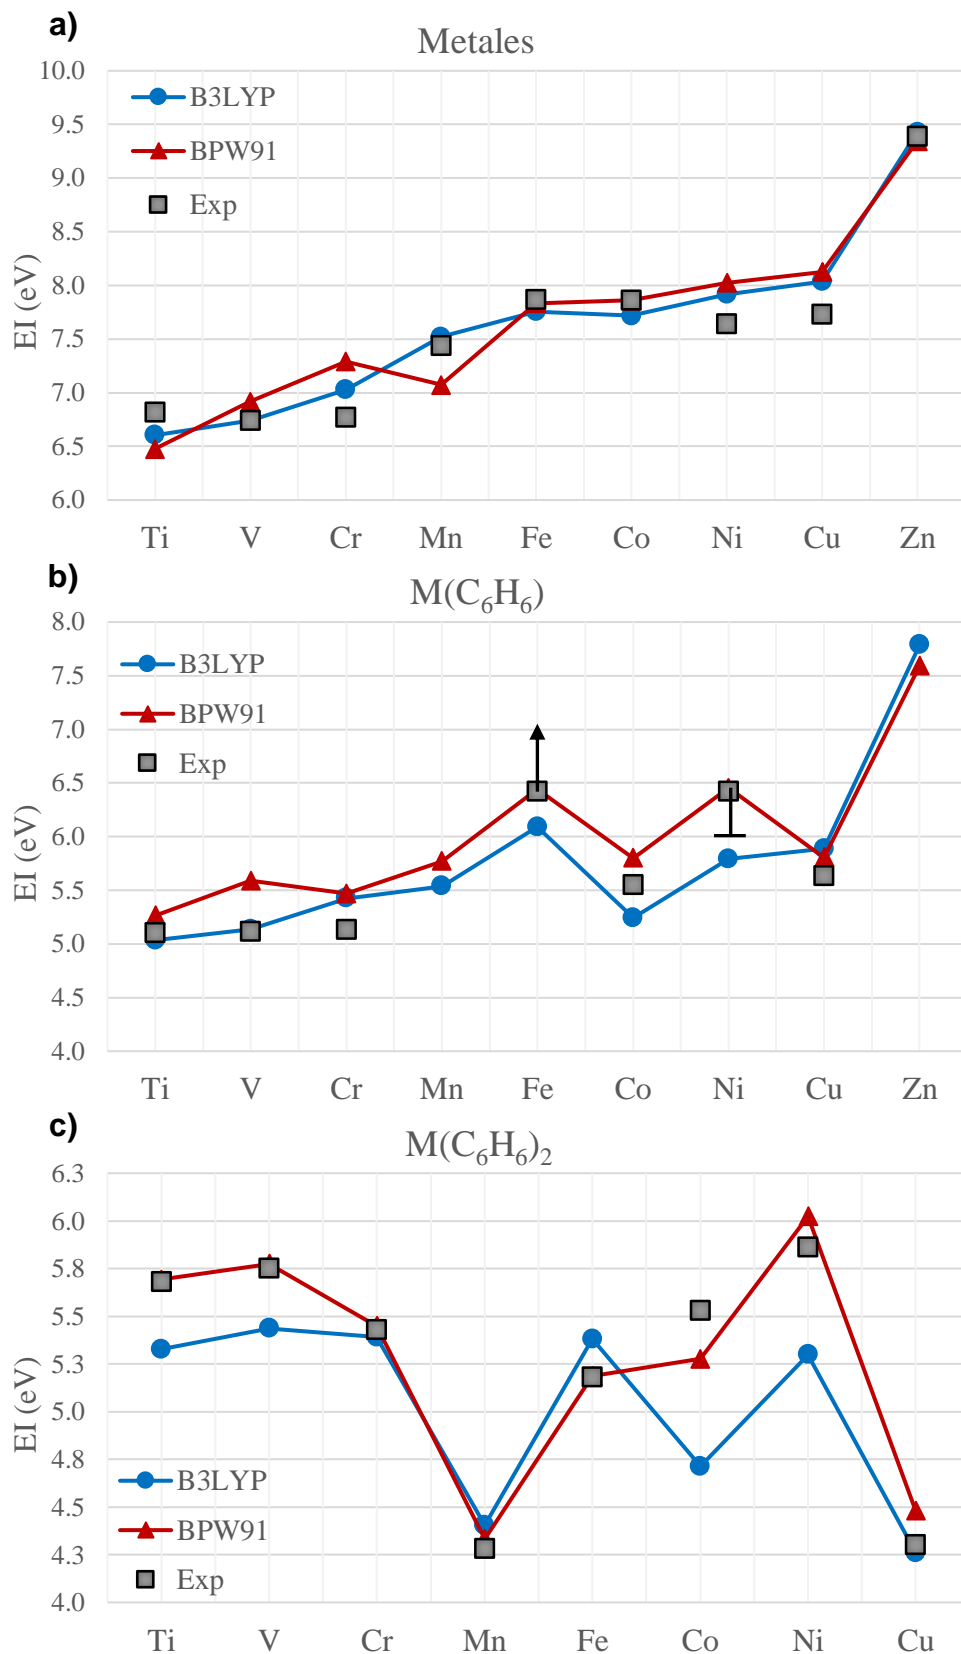 a)
Metales
10.0
9.5
9.0
8.5
8.0
7.5
7.0
6.5
6.0
EI (eV)
B3LYP
BPW91
Exp
Ti V Cr Mn Fe Co Ni Cu Zn
b)
M(C₆H₆)
8.0
7.5
7.0
6.5
6.0
5.5
5.0
4.5
4.0
EI (eV)
B3LYP
BPW91
Exp
Ti V Cr Mn Fe Co Ni Cu Zn
c)
M(C₆H₆)₂
6.3
6.0
5.8
5.5
5.3
5.0
4.8
4.5
4.3
4.0
EI (eV)
B3LYP
BPW91
Exp
Ti V Cr Mn Fe Co Ni Cu